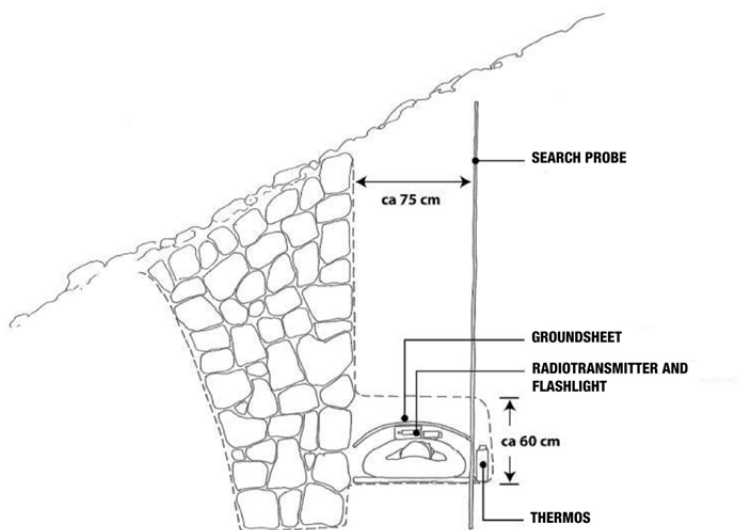 SEARCH PROBE
ca 75 cm
GROUNDSHEET
RADIOTRANSMITTER AND
FLASHLIGHT
ca 60 cm
THERMOS